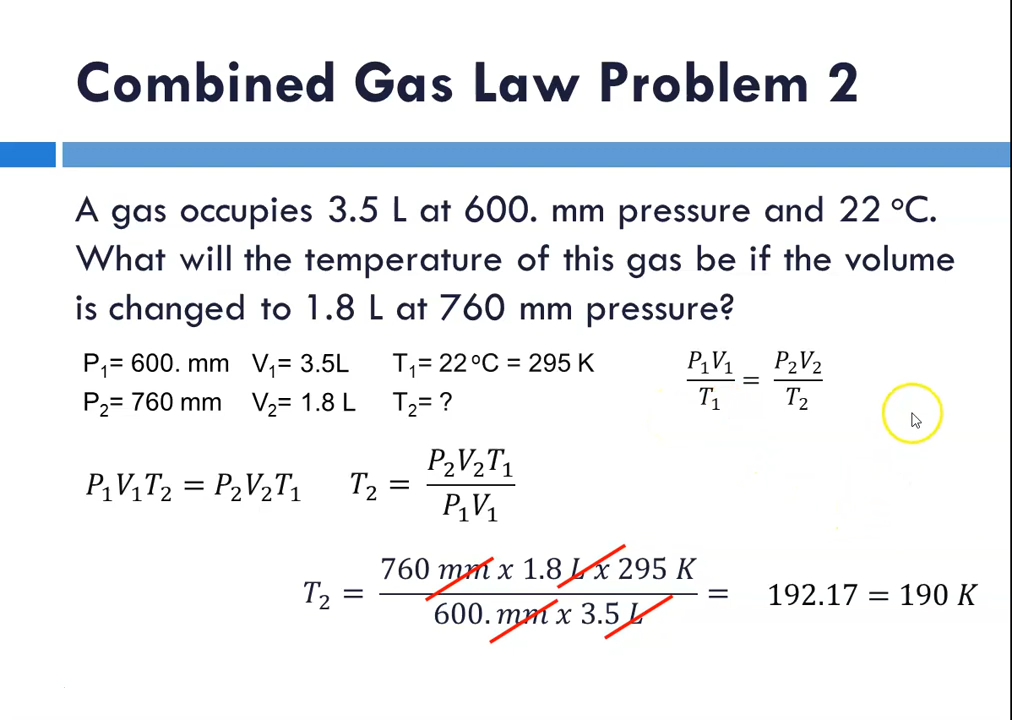 Combined Gas Law Problem 2
A gas occupies 3.5 L at 600. mm pressure and 22 °C.
What will the temperature of this gas be if the volume
is changed to 1.8 L at 760 mm pressure?
P₁= 600. mm V₁= 3.5L T₁= 22 °C = 295 K
P₂= 760 mm V₂= 1.8 L T₂= ?
P₁V₁/T₁ = P₂V₂/T₂
P₁V₁T₂ = P₂V₂T₁ T₂ = P₂V₂T₁/P₁V₁
T₂ = 760 mm x 1.8 L x 295 K / 600. mm x 3.5 L = 192.17 = 190 K